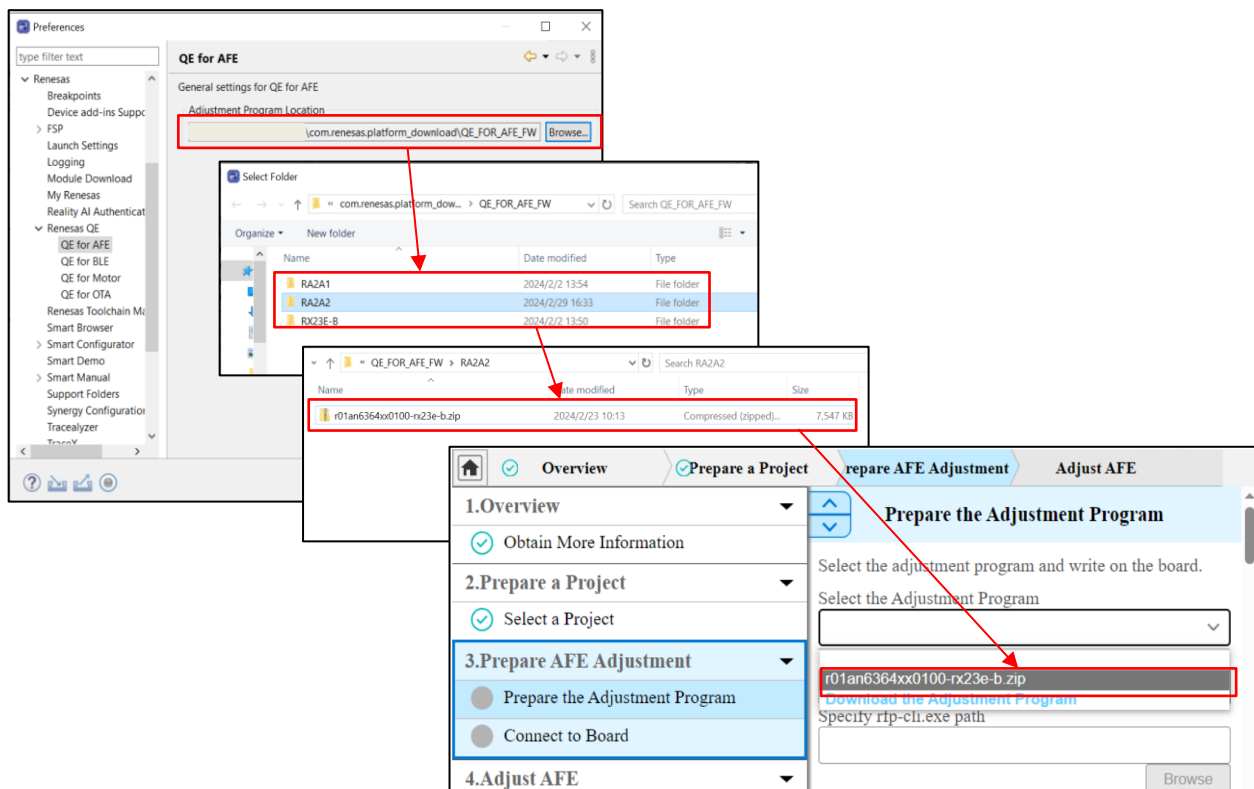 Preferences
type filter text
Renesas
Breakpoints
Device add-ins Suppo
FSP
Launch Settings
Logging
Module Download
My Renesas
Reality AI Authenticat
Renesas QE
QE for AFE
QE for BLE
QE for Motor
QE for OTA
Renesas Toolchain Ma
Smart Browser
Smart Configurator
Smart Demo
Smart Manual
Support Folders
Synergy Configuration
Tracealyzer
TraceX
QE for AFE
General settings for QE for AFE
Adjustment Program Location
\com.renesas.platform_download\QE_FOR_AFE_FW
Browse...
Select Folder
« com.renesas.platform_dow... > QE_FOR_AFE_FW
Search QE_FOR_AFE_FW
Organize
New folder
Name Date modified Type
RA2A1 2024/2/2 13:54 File folder
RA2A2 2024/2/29 16:33 File folder
RX23E-B 2024/2/2 13:50 File folder
« QE_FOR_AFE_FW > RA2A2
Search RA2A2
Name Date modified Type Size
r01an6364xx0100-rx23e-b.zip 2024/2/23 10:13 Compressed (zipped)... 7,547 KB
Overview
Prepare a Project
repare AFE Adjustment
Adjust AFE
1.Overview
Obtain More Information
2.Prepare a Project
Select a Project
3.Prepare AFE Adjustment
Prepare the Adjustment Program
Connect to Board
4.Adjust AFE
Prepare the Adjustment Program
Select the adjustment program and write on the board.
Select the Adjustment Program
r01an6364xx0100-rx23e-b.zip
Download the Adjustment Program
Specify rfp-cli.exe path
Browse